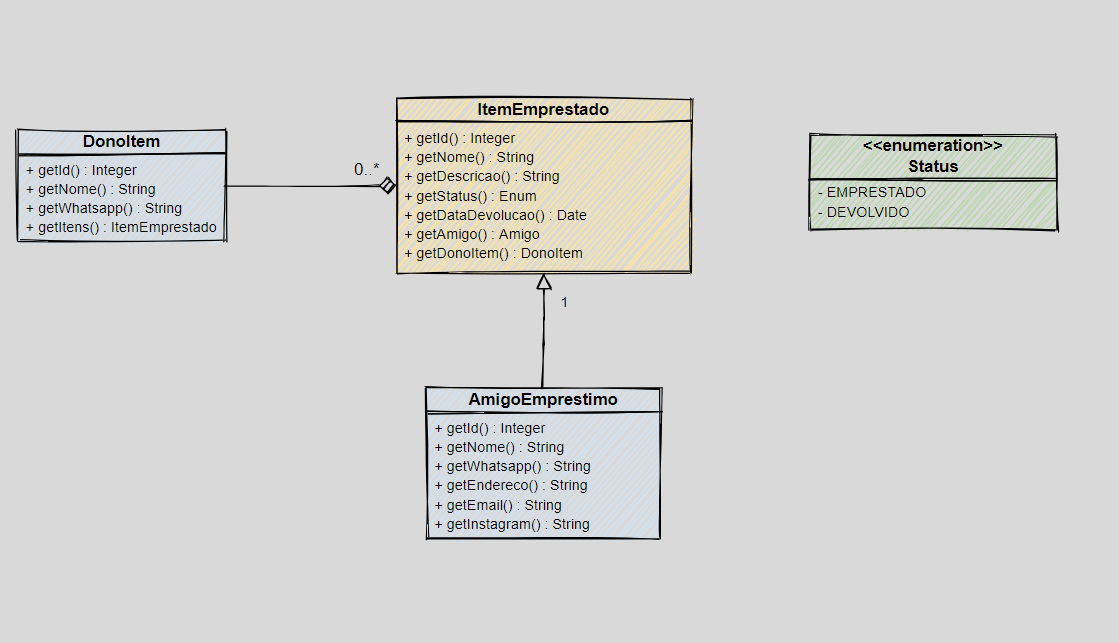 DonoItem
+ getId() : Integer
+ getNome() : String
+ getWhatsapp() : String
+ getItens() : ItemEmprestado
0..*
ItemEmprestado
+ getId() : Integer
+ getNome() : String
+ getDescricao() : String
+ getStatus() : Enum
+ getDataDevolucao() : Date
+ getAmigo() : Amigo
+ getDonoItem() : DonoItem
<<enumeration>>
Status
- EMPRESTADO
- DEVOLVIDO
1
AmigoEmprestimo
+ getId() : Integer
+ getNome() : String
+ getWhatsapp() : String
+ getEndereco() : String
+ getEmail() : String
+ getInstagram() : String